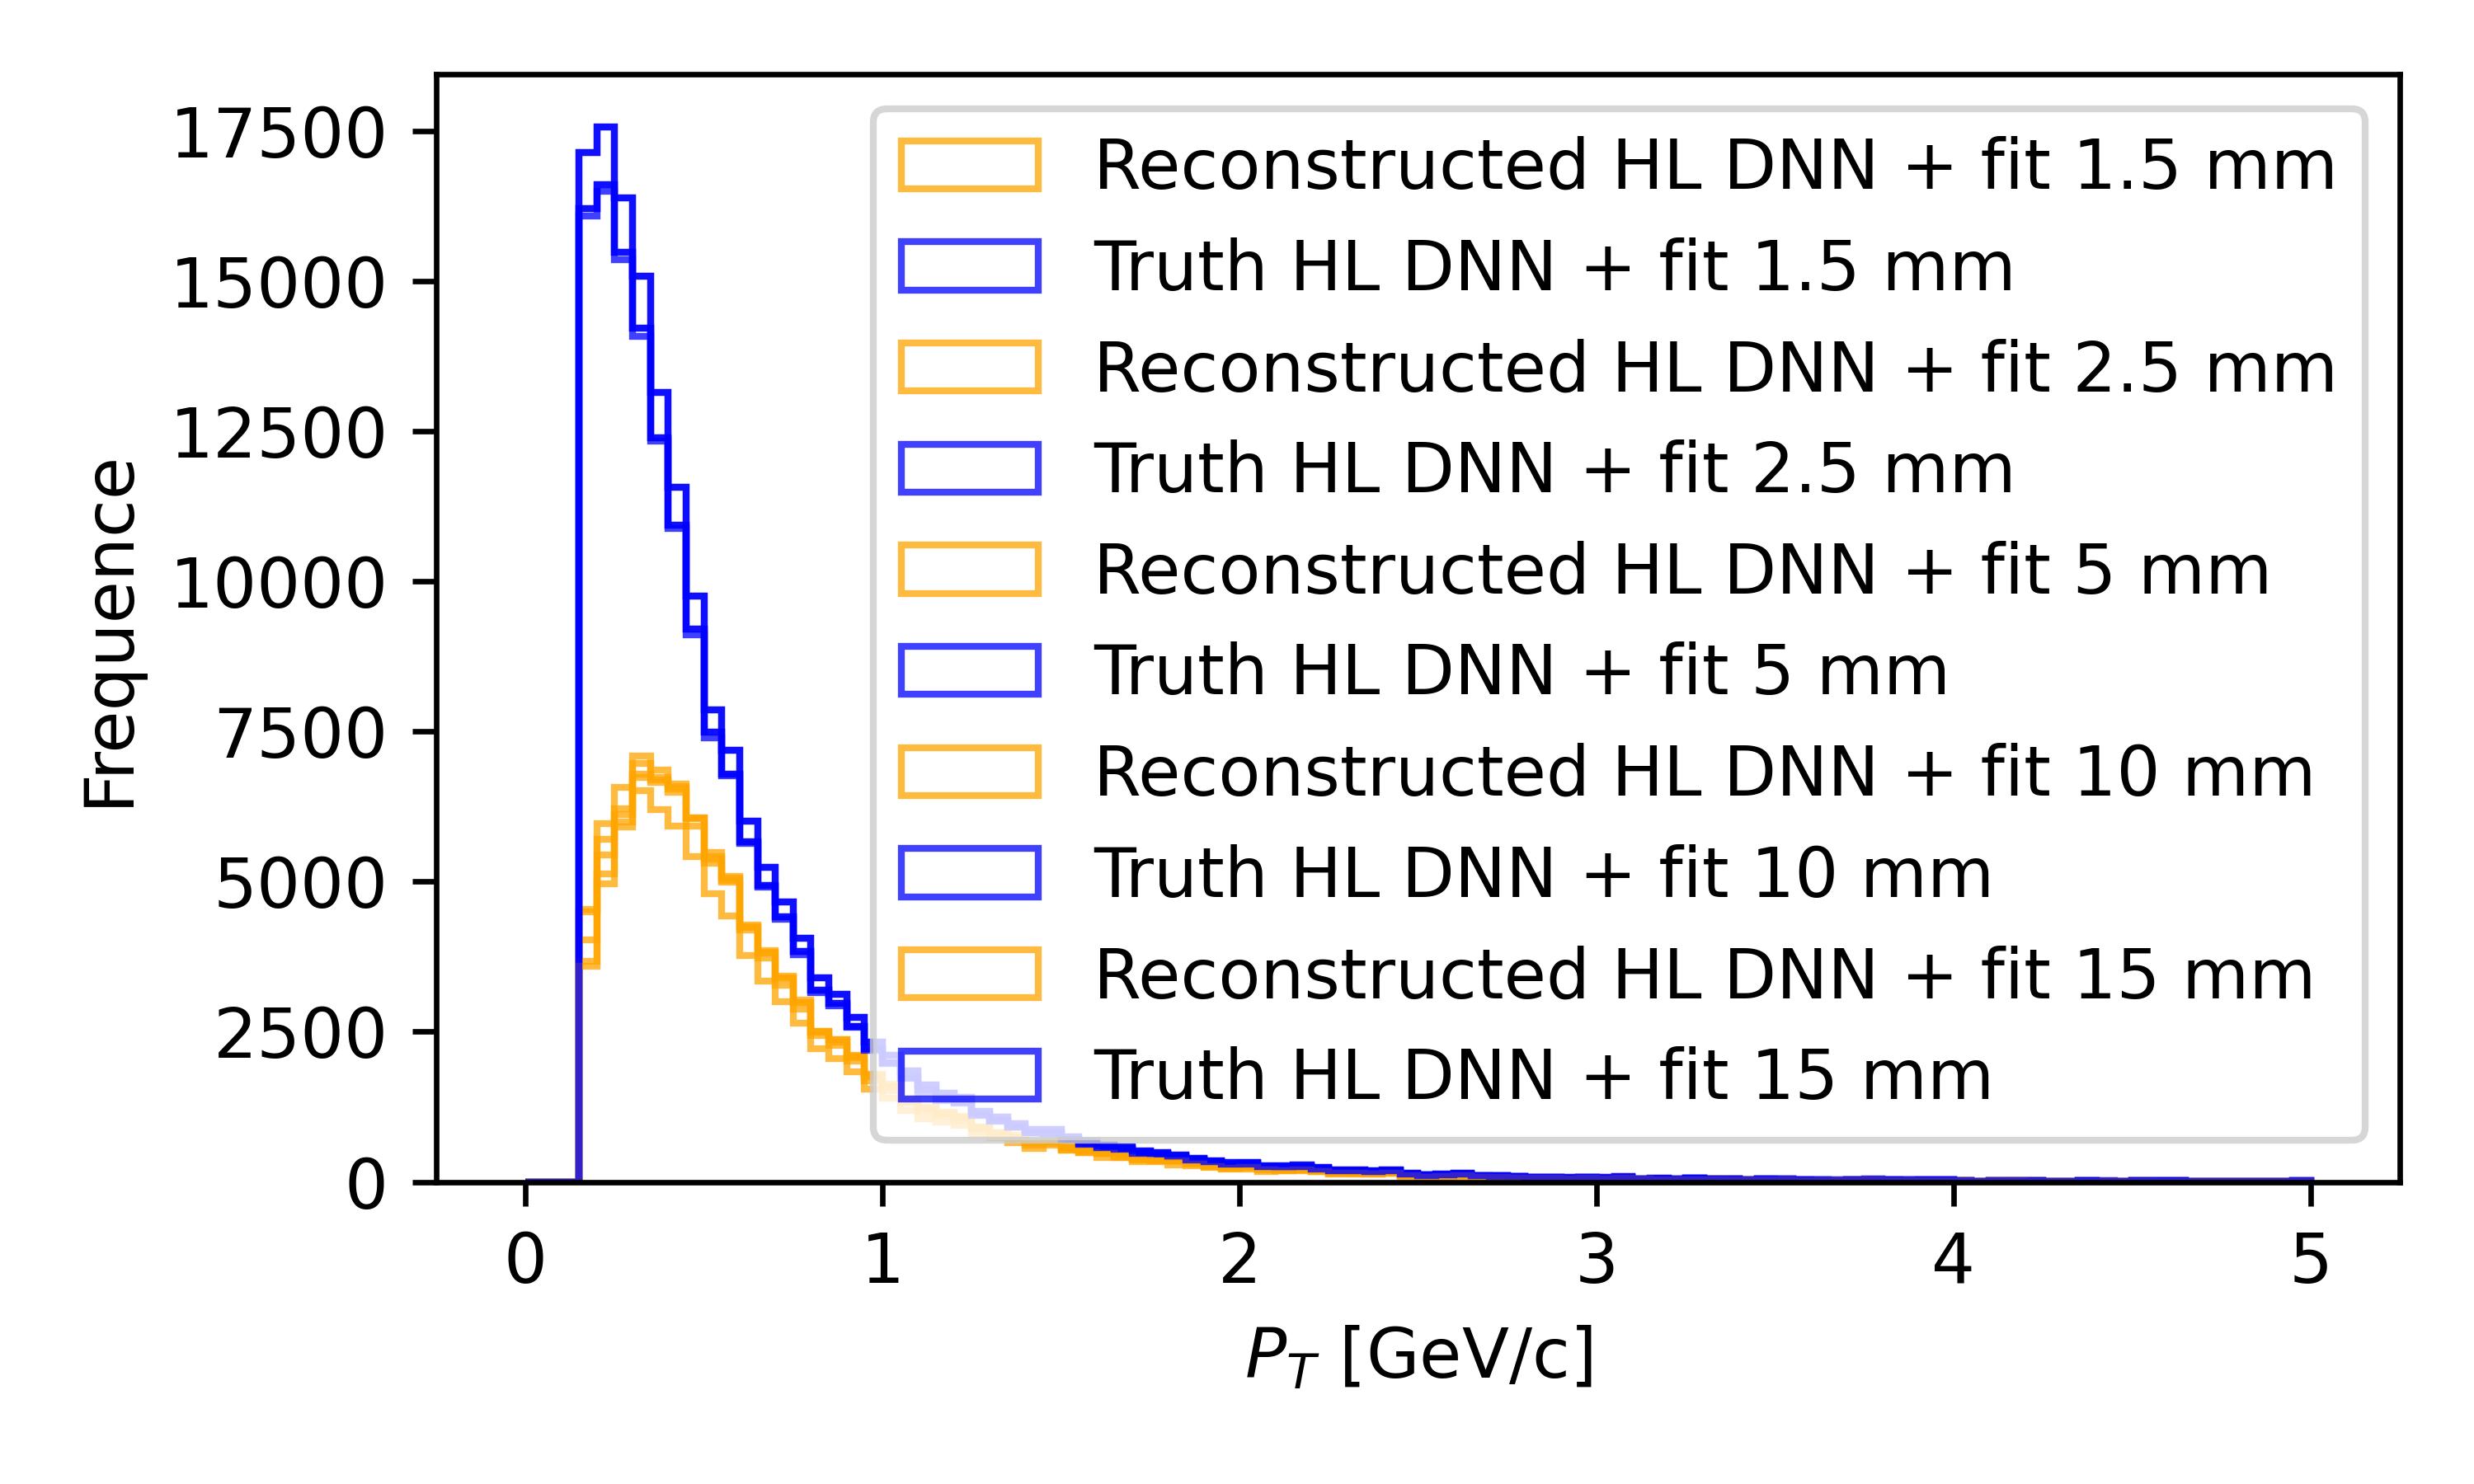 17500
15000
12500
10000
7500
5000
2500
0
Frequency
Reconstructed HL DNN + fit 1.5 mm
Truth HL DNN + fit 1.5 mm
Reconstructed HL DNN + fit 2.5 mm
Truth HL DNN + fit 2.5 mm
Reconstructed HL DNN + fit 5 mm
Truth HL DNN + fit 5 mm
Reconstructed HL DNN + fit 10 mm
Truth HL DNN + fit 10 mm
Reconstructed HL DNN + fit 15 mm
Truth HL DNN + fit 15 mm
0 1 2 3 4 5
P_T [GeV/c]